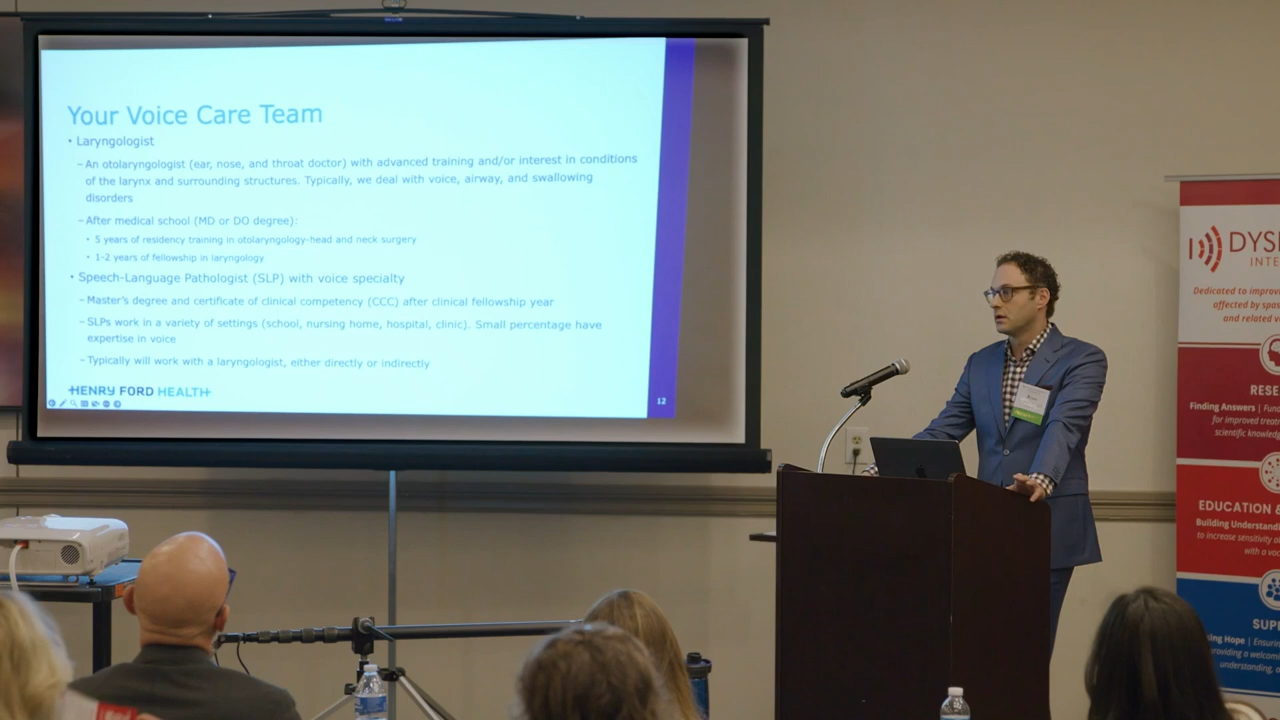 Your Voice Care Team
• Laryngologist
– An otolaryngologist (ear, nose, and throat doctor) with advanced training and/or interest in conditions
of the larynx and surrounding structures. Typically, we deal with voice, airway, and swallowing
disorders
– After medical school (MD or DO degree):
• 5 years of residency training in otolaryngology-head and neck surgery
• 1-2 years of fellowship in laryngology
• Speech-Language Pathologist (SLP) with voice specialty
– Master's degree and certificate of clinical competency (CCC) after clinical fellowship year
– SLPs work in a variety of settings (school, nursing home, hospital, clinic). Small percentage have
expertise in voice
– Typically will work with a laryngologist, either directly or indirectly
HENRY FORD HEALTH
12
DYS
INTE
Dedicated to improv
affected by spas
and related v
RESE
Finding Answers | Fund
for improved treat
scientific knowledg
EDUCATION &
Building Understandi
to increase sensitivity a
with a voc
SUPP
ing Hope | Ensurin
providing a welcom
understanding, a